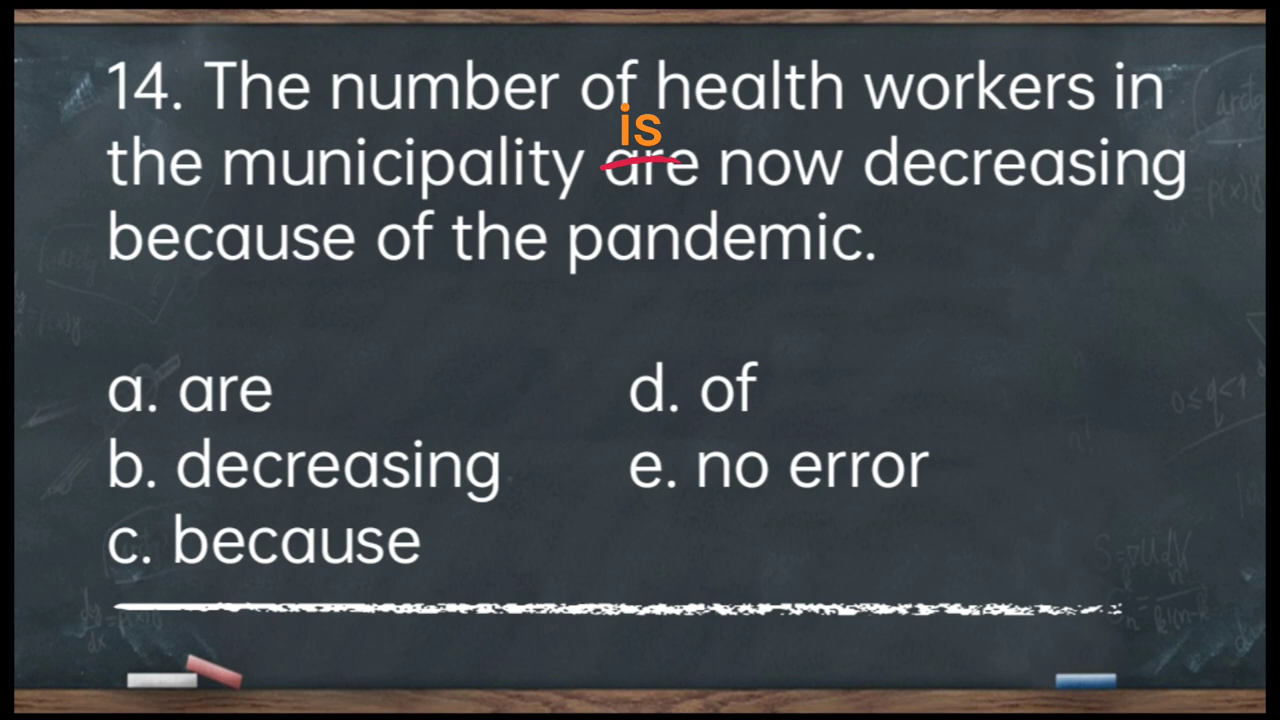 14. The number of health workers in
is
the municipality are now decreasing
because of the pandemic.
a. are
b. decreasing
c. because
d. of
e. no error